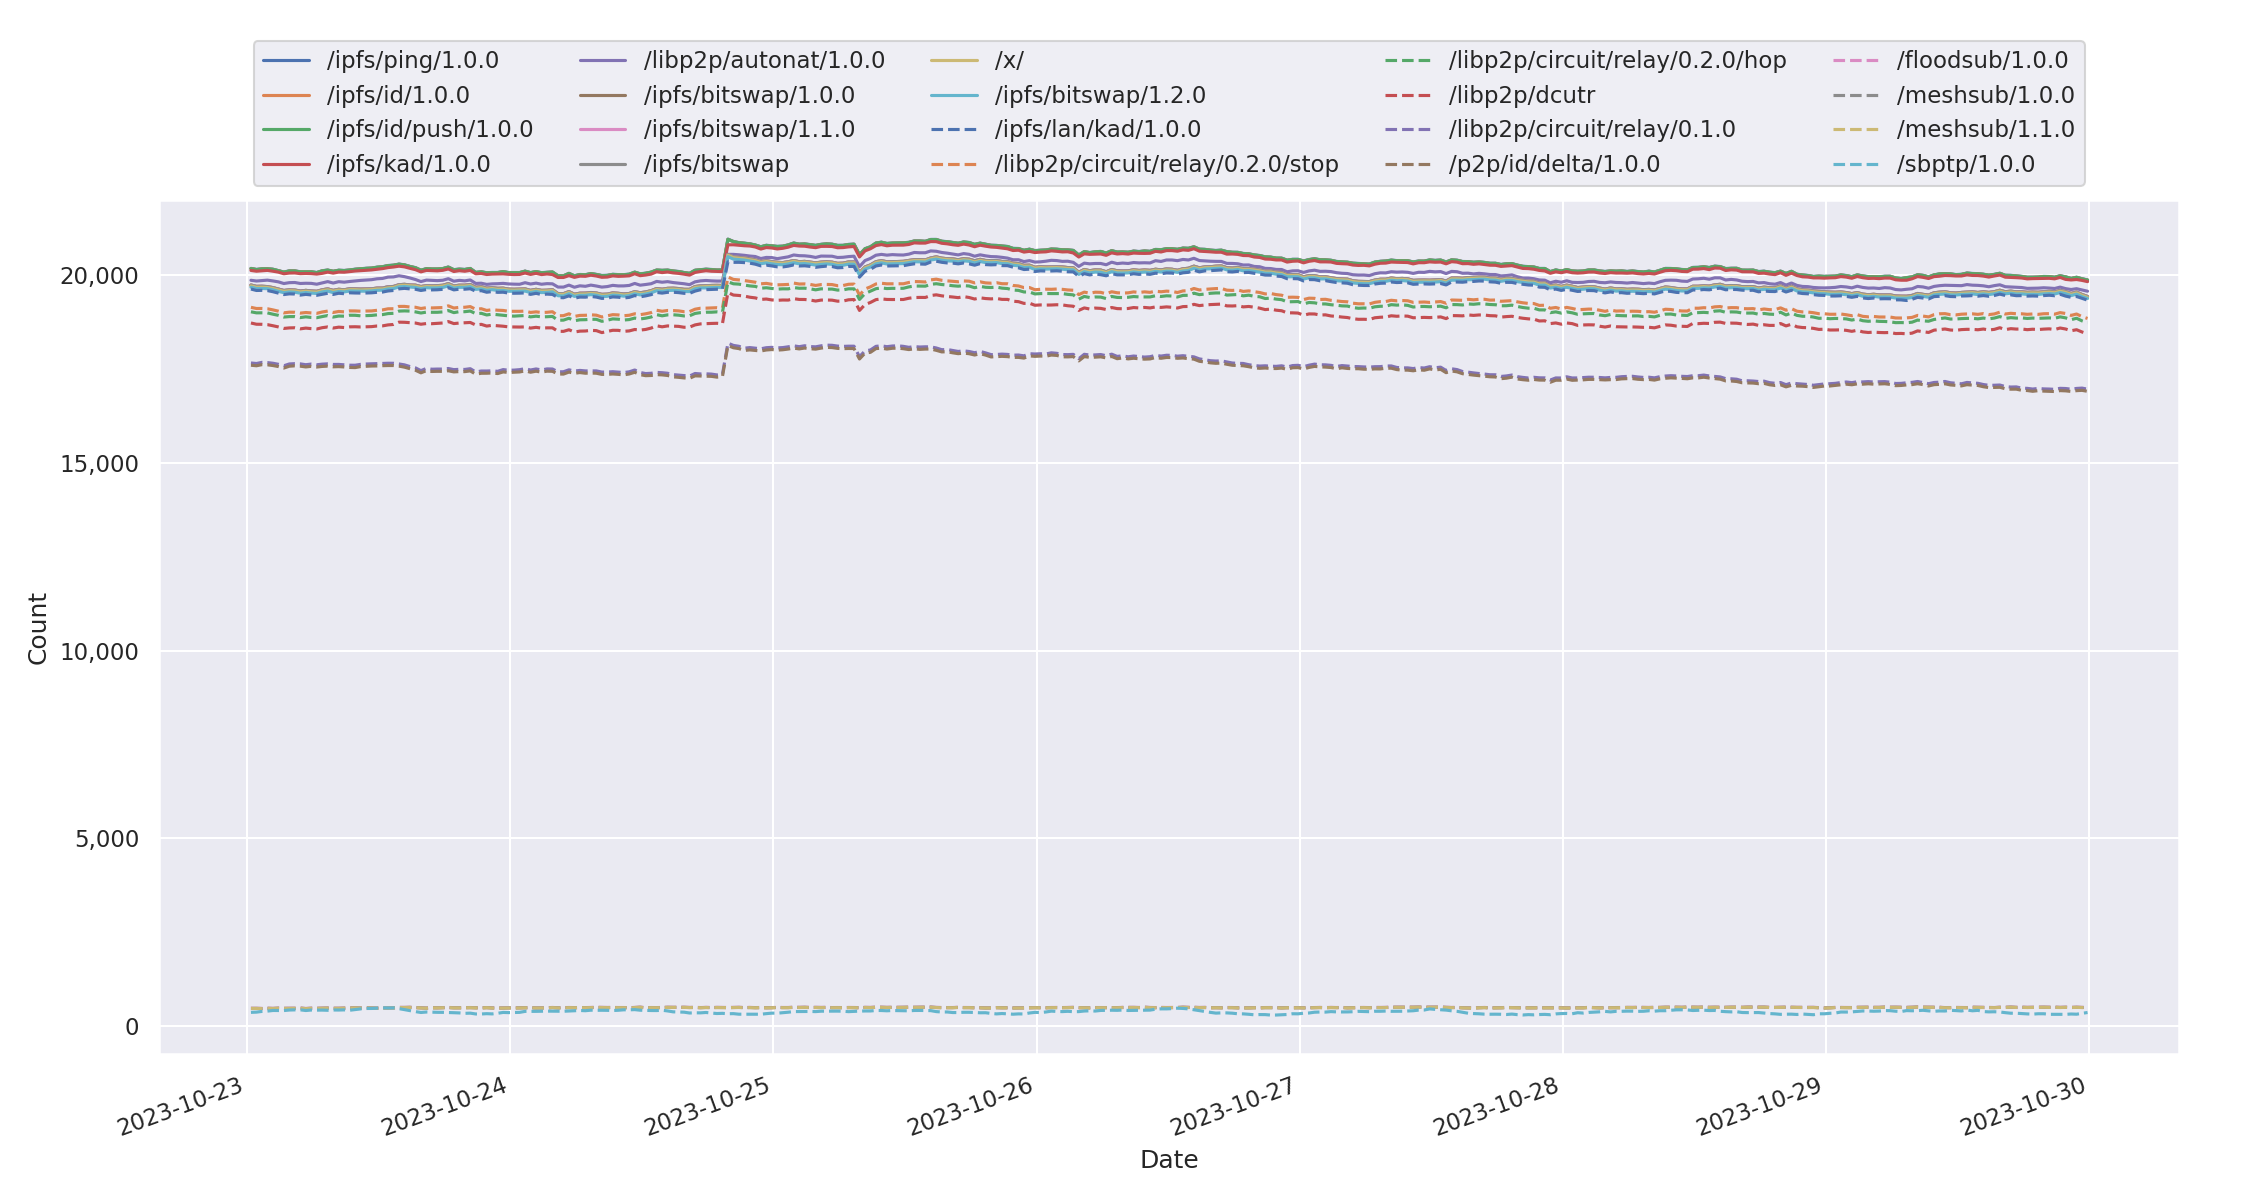 /ipfs/ping/1.0.0
/ipfs/id/1.0.0
/ipfs/id/push/1.0.0
/ipfs/kad/1.0.0
/libp2p/autonat/1.0.0
/ipfs/bitswap/1.0.0
/ipfs/bitswap/1.1.0
/ipfs/bitswap
/x/
/ipfs/bitswap/1.2.0
/ipfs/lan/kad/1.0.0
/libp2p/circuit/relay/0.2.0/stop
/libp2p/circuit/relay/0.2.0/hop
/libp2p/dcutr
/libp2p/circuit/relay/0.1.0
/p2p/id/delta/1.0.0
/floodsub/1.0.0
/meshsub/1.0.0
/meshsub/1.1.0
/sbptp/1.0.0
20,000
15,000
10,000
5,000
0
Count
2023-10-23
2023-10-24
2023-10-25
2023-10-26
2023-10-27
2023-10-28
2023-10-29
2023-10-30
Date